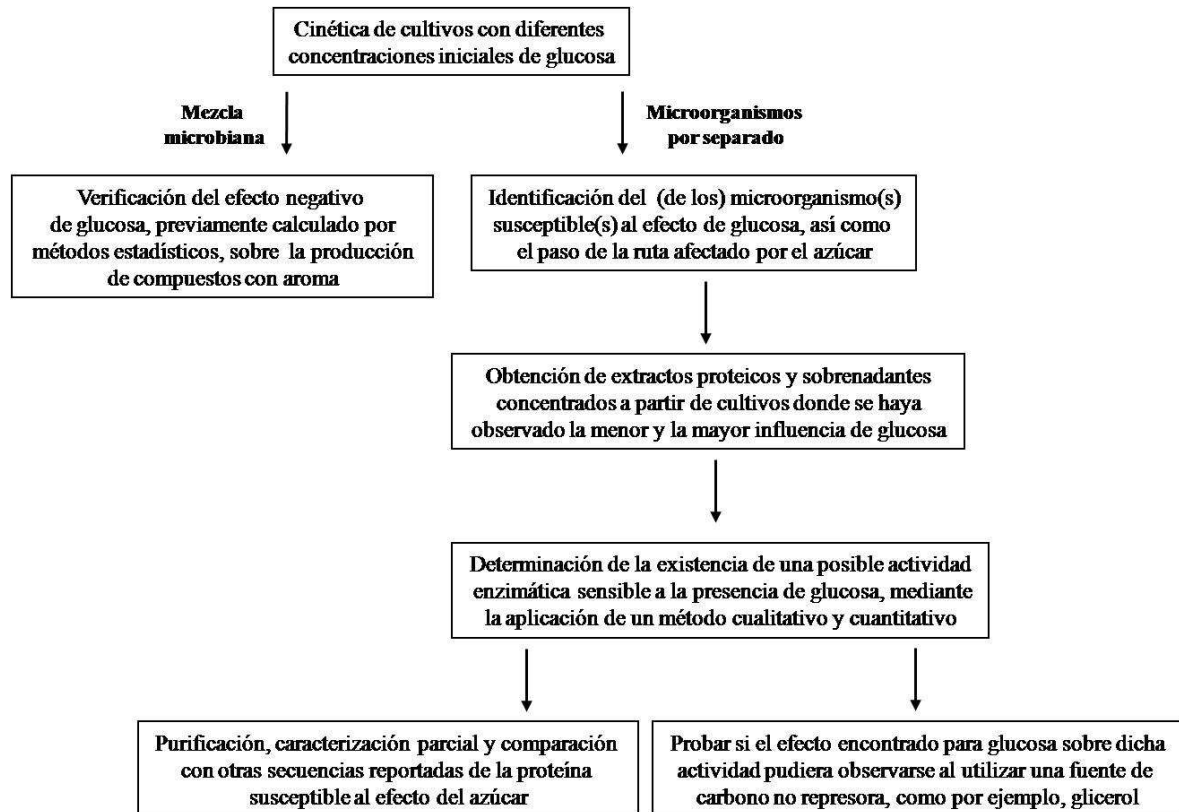 Cinética de cultivos con diferentes
concentraciones iniciales de glucosa
Mezcla
microbiana
Microorganismos
por separado
Verificación del efecto negativo
de glucosa, previamente calculado por
métodos estadísticos, sobre la producción
de compuestos con aroma
Identificación del (de los) microorganismo(s)
susceptible(s) al efecto de glucosa, así como
el paso de la ruta afectado por el azúcar
Obtención de extractos proteicos y sobrenadantes
concentrados a partir de cultivos donde se haya
observado la menor y la mayor influencia de glucosa
Determinación de la existencia de una posible actividad
enzimática sensible a la presencia de glucosa, mediante
la aplicación de un método cualitativo y cuantitativo
Purificación, caracterización parcial y comparación
con otras secuencias reportadas de la proteína
susceptible al efecto del azúcar
Probar si el efecto encontrado para glucosa sobre dicha
actividad pudiera observarse al utilizar una fuente de
carbono no represora, como por ejemplo, glicerol